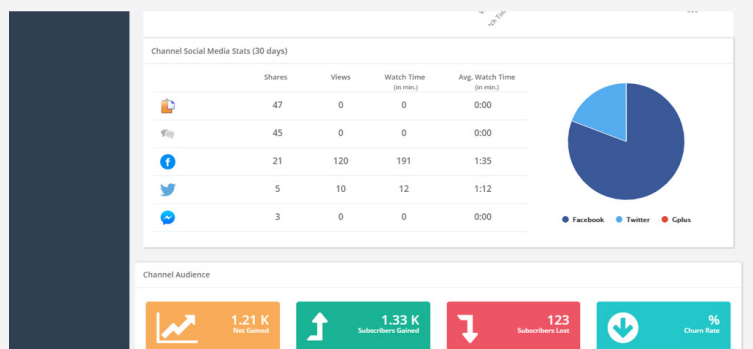 Channel Social Media Stats (30 days)
Shares Views Watch Time Avg. Watch Time
(in min.) (in min.)
47 0 0 0:00
45 0 0 0:00
21 120 191 1:35
5 10 12 1:12
3 0 0 0:00
Facebook Twitter Gplus
Channel Audience
1.21 K
Net Gained
1.33 K
Subscribers Gained
123
Subscribers Lost
%
Churn Rate